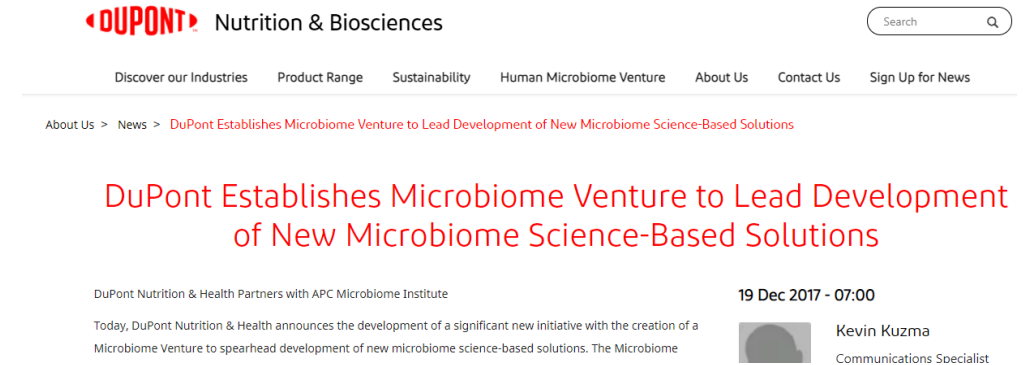 DUPONT Nutrition & Biosciences
Search
Discover our Industries Product Range Sustainability Human Microbiome Venture About Us Contact Us Sign Up for News
About Us > News > DuPont Establishes Microbiome Venture to Lead Development of New Microbiome Science-Based Solutions
DuPont Establishes Microbiome Venture to Lead Development
of New Microbiome Science-Based Solutions
DuPont Nutrition & Health Partners with APC Microbiome Institute
Today, DuPont Nutrition & Health announces the development of a significant new initiative with the creation of a
Microbiome Venture to spearhead development of new microbiome science-based solutions. The Microbiome
19 Dec 2017 - 07:00
Kevin Kuzma
Communications Specialist